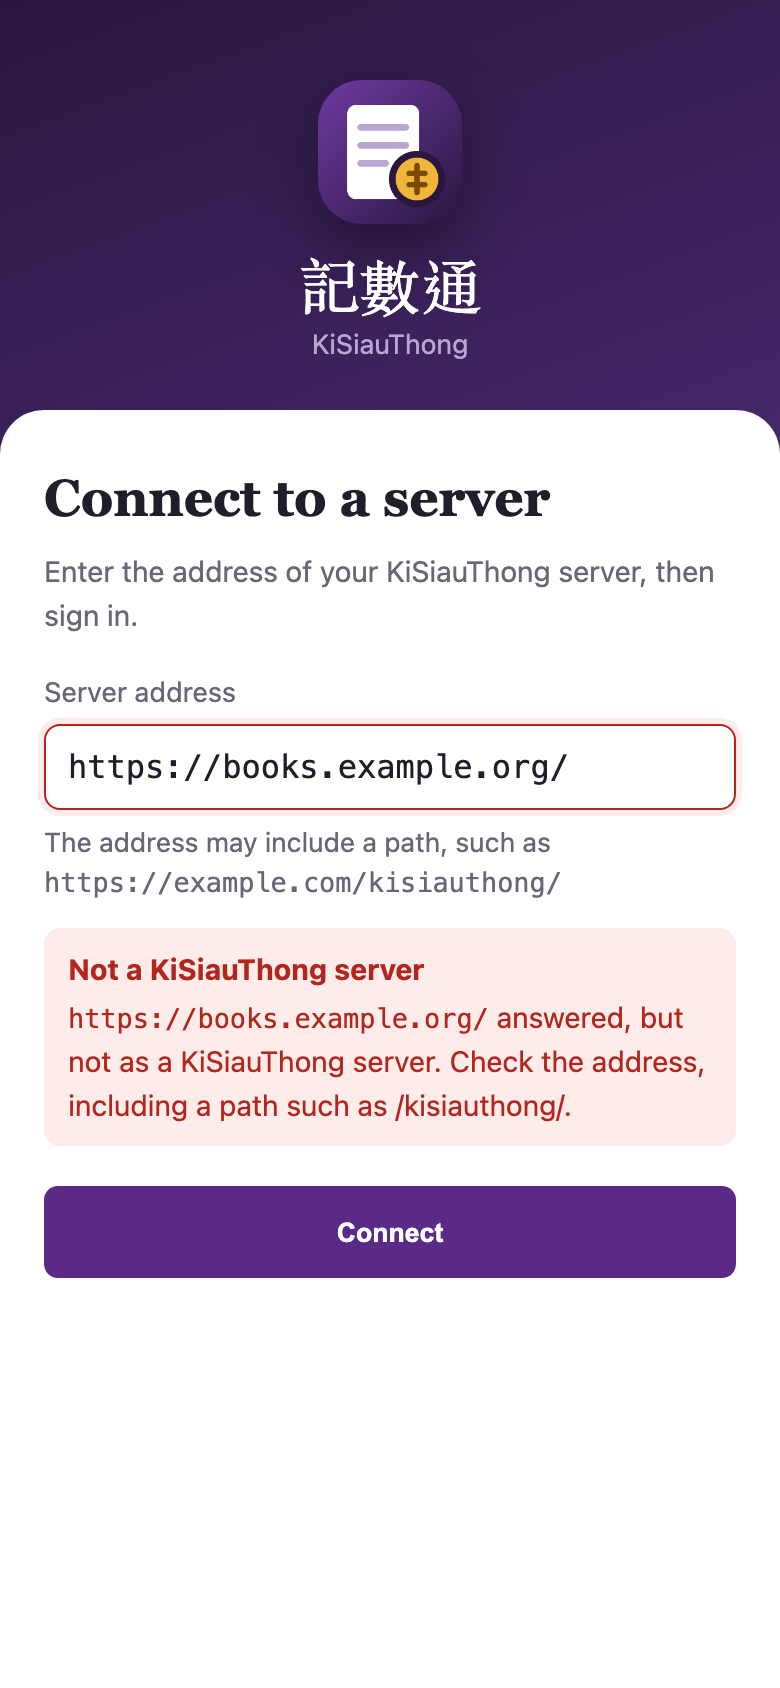 記數通
KiSiauThong
Connect to a server
Enter the address of your KiSiauThong server, then
sign in.
Server address
https://books.example.org/
The address may include a path, such as
https://example.com/kisiauthong/
Not a KiSiauThong server
https://books.example.org/ answered, but
not as a KiSiauThong server. Check the address,
including a path such as /kisiauthong/.
Connect